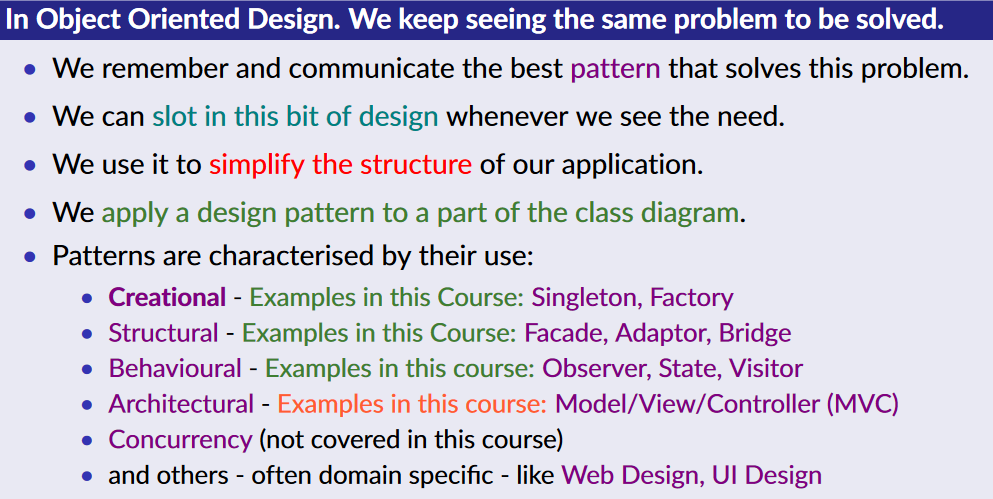 In Object Oriented Design. We keep seeing the same problem to be solved.
• We remember and communicate the best pattern that solves this problem.
• We can slot in this bit of design whenever we see the need.
• We use it to simplify the structure of our application.
• We apply a design pattern to a part of the class diagram.
• Patterns are characterised by their use:
• Creational - Examples in this Course: Singleton, Factory
• Structural - Examples in this Course: Facade, Adaptor, Bridge
• Behavioural - Examples in this course: Observer, State, Visitor
• Architectural - Examples in this course: Model/View/Controller (MVC)
• Concurrency (not covered in this course)
• and others - often domain specific - like Web Design, UI Design